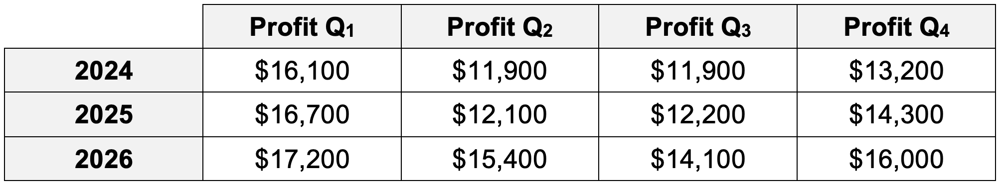 Profit Q1 Profit Q2 Profit Q3 Profit Q4
2024 $16,100 $11,900 $11,900 $13,200
2025 $16,700 $12,100 $12,200 $14,300
2026 $17,200 $15,400 $14,100 $16,000